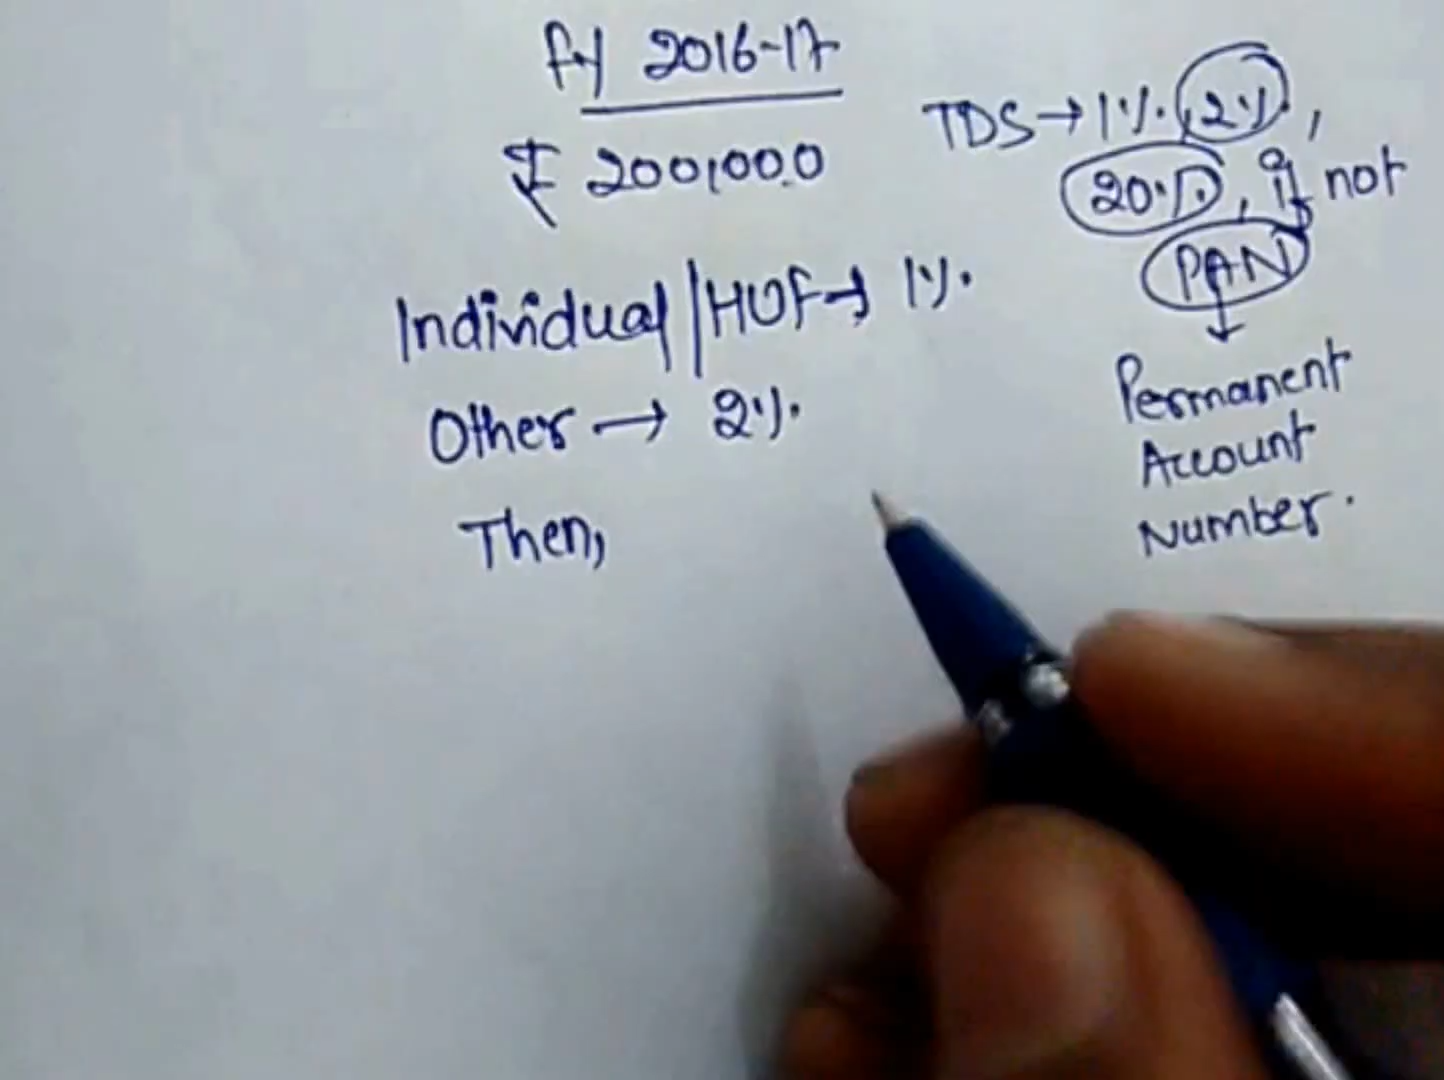 Fy 2016-17
₹ 200,000
Individual | HUF → 1%.
Other → 2%.
Then,
TDS → 1%., 2%.,
20%., if not
PAN
↓
Permanent
Account
Number.